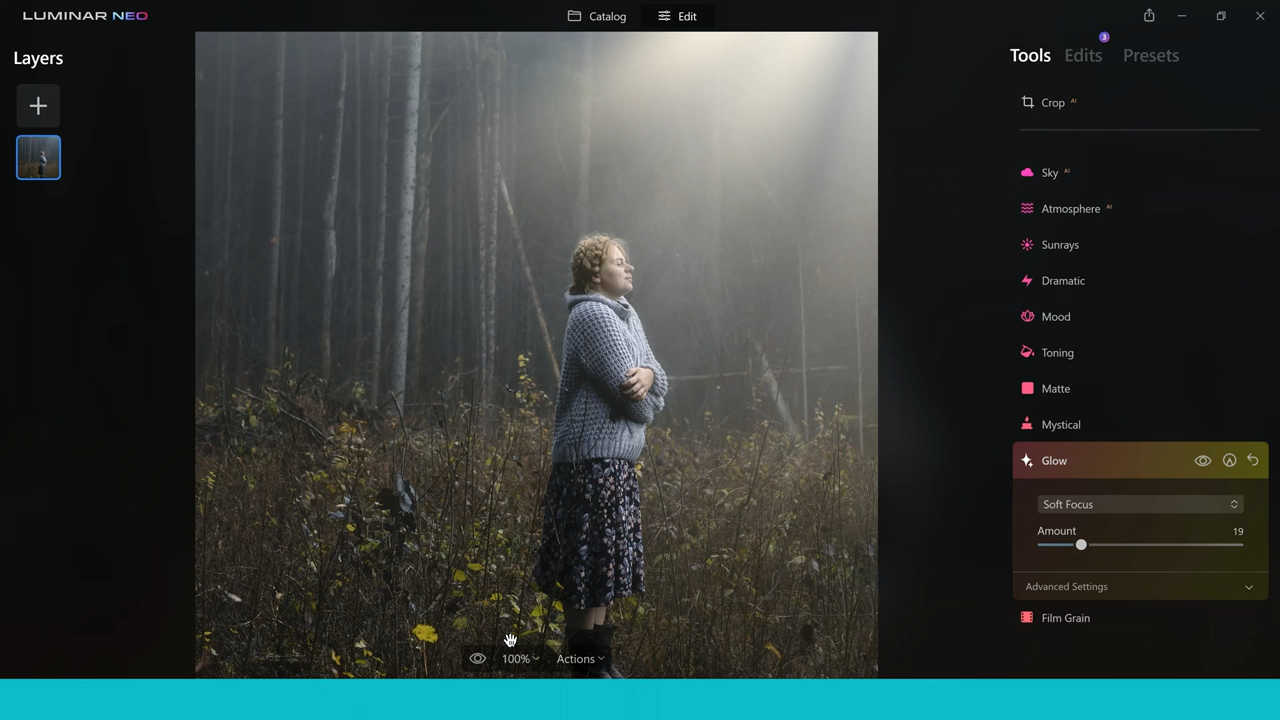 LUMINAR NEO
Catalog
Edit
Layers
3
Tools
Edits
Presets
Crop AI
Sky AI
Atmosphere AI
Sunrays
Dramatic
Mood
Toning
Matte
Mystical
Glow
Soft Focus
Amount 19
Advanced Settings
Film Grain
100%
Actions